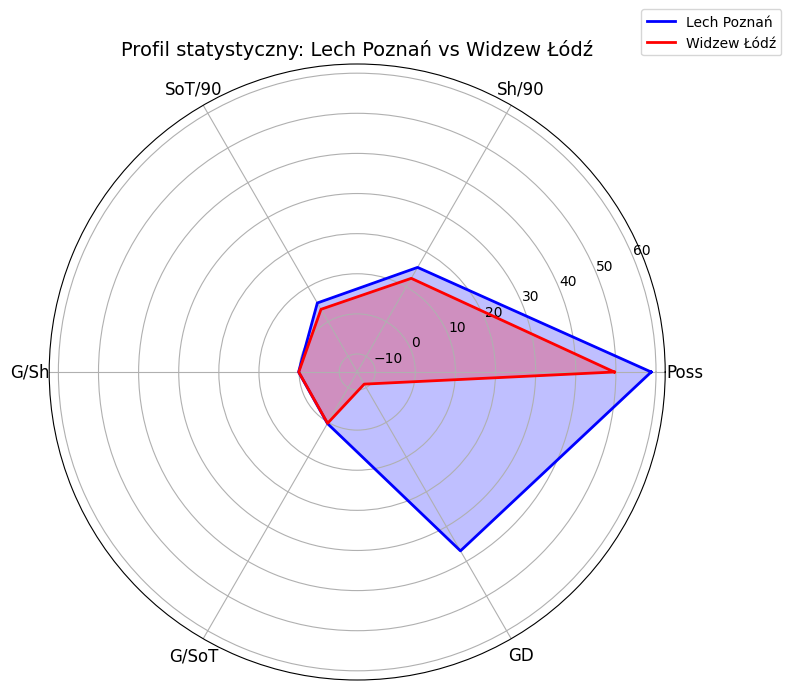 Lech Poznań
Widzew Łódź
Profil statystyczny: Lech Poznań vs Widzew Łódź
SoT/90
Sh/90
60
50
40
30
20
10
0
−10
G/Sh
Poss
G/SoT
GD